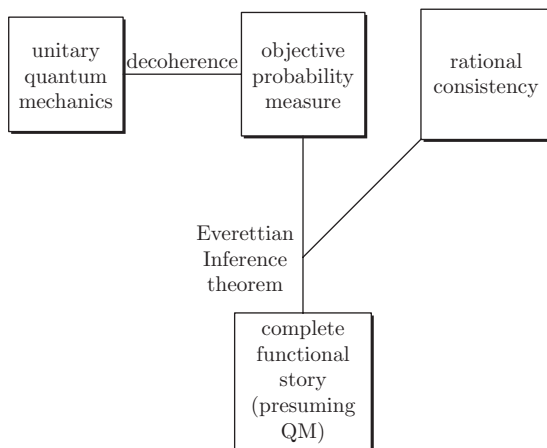 unitary
quantum
mechanics
decoherence
objective
probability
measure
rational
consistency
Everettian
Inference
theorem
complete
functional
story
(presuming
QM)